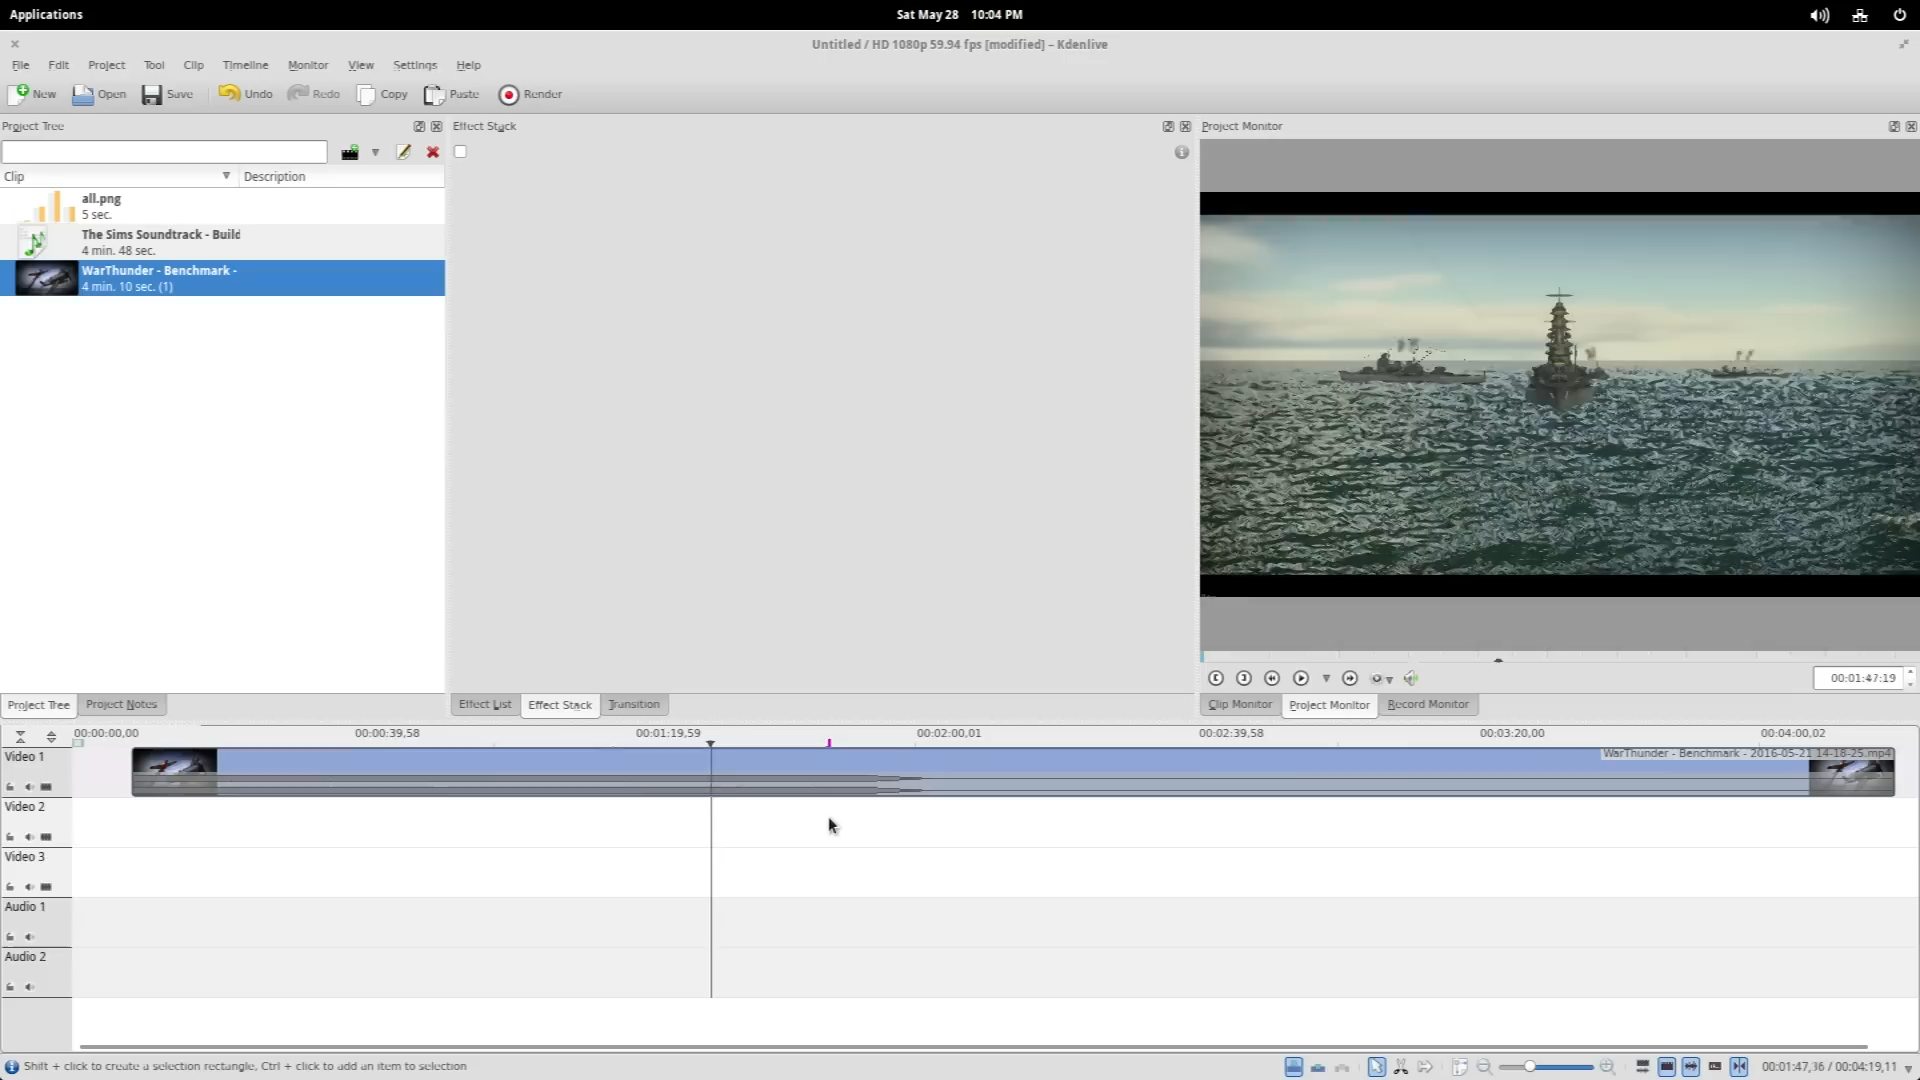 Applications
Sat May 28 10:04 PM
Untitled / HD 1080p 59.94 fps [modified] – Kdenlive
File Edit Project Tool Clip Timeline Monitor View Settings Help
New Open Save Undo Redo Copy Paste Render
Project Tree
Effect Stack
Project Monitor
Clip Description
all.png
5 sec.
The Sims Soundtrack - Build
4 min. 48 sec.
WarThunder - Benchmark -
4 min. 10 sec. (1)
00:01:47:19
Project Tree Project Notes
Effect List Effect Stack Transition
Clip Monitor Project Monitor Record Monitor
00:00:00,00 00:00:39,58 00:01:19,59 00:02:00,01 00:02:39,58 00:03:20,00 00:04:00,02
Video 1
WarThunder - Benchmark - 2016-05-21 14-18-25.mp4
Video 2
Video 3
Audio 1
Audio 2
Shift + click to create a selection rectangle, Ctrl + click to add an item to selection
00:01:47,36 / 00:04:19,11